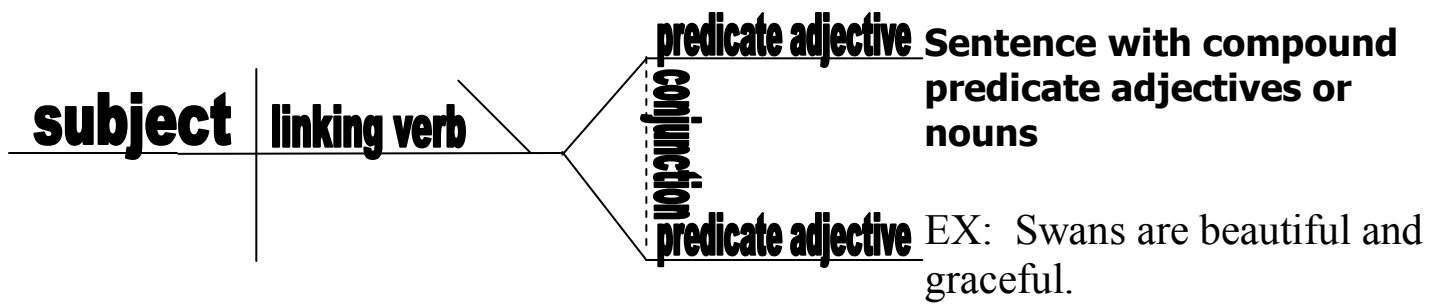 predicate adjective
Sentence with compound
predicate adjectives or
nouns
subject
linking verb
conjunction
predicate adjective
EX: Swans are beautiful and
graceful.